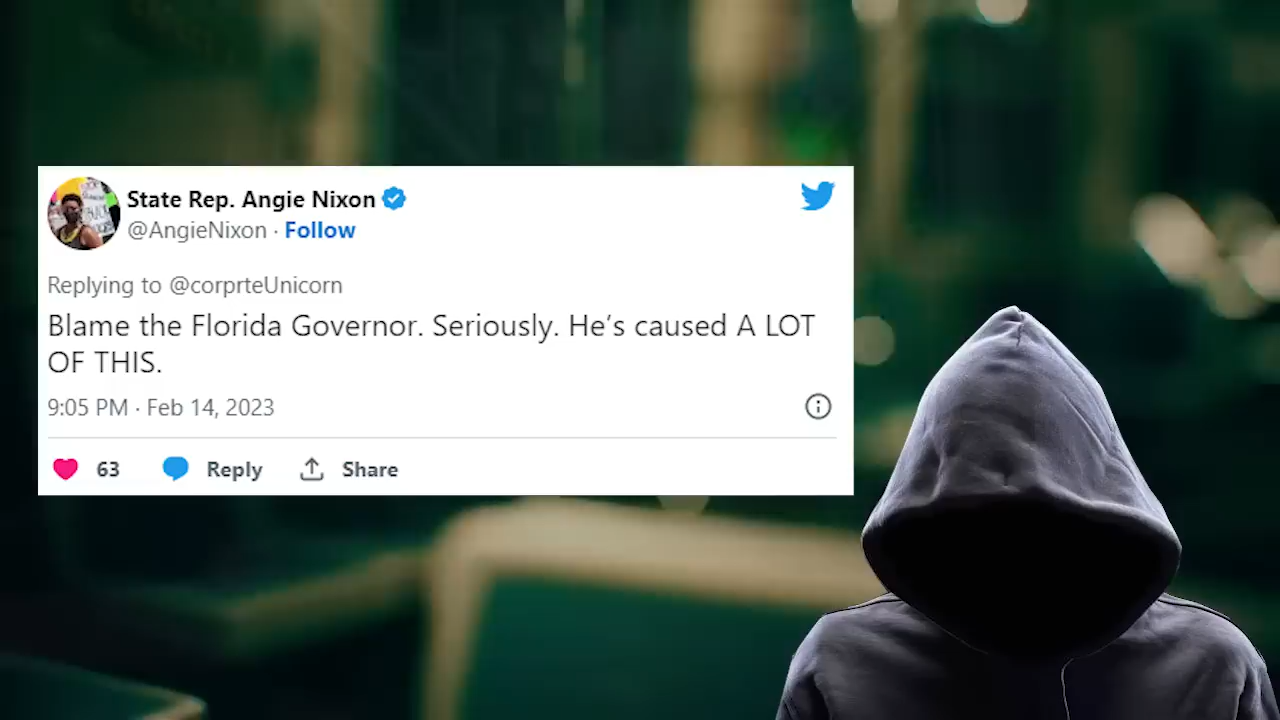 State Rep. Angie Nixon
@AngieNixon · Follow
Replying to @corprteUnicorn
Blame the Florida Governor. Seriously. He’s caused A LOT
OF THIS.
9:05 PM · Feb 14, 2023
63 Reply Share